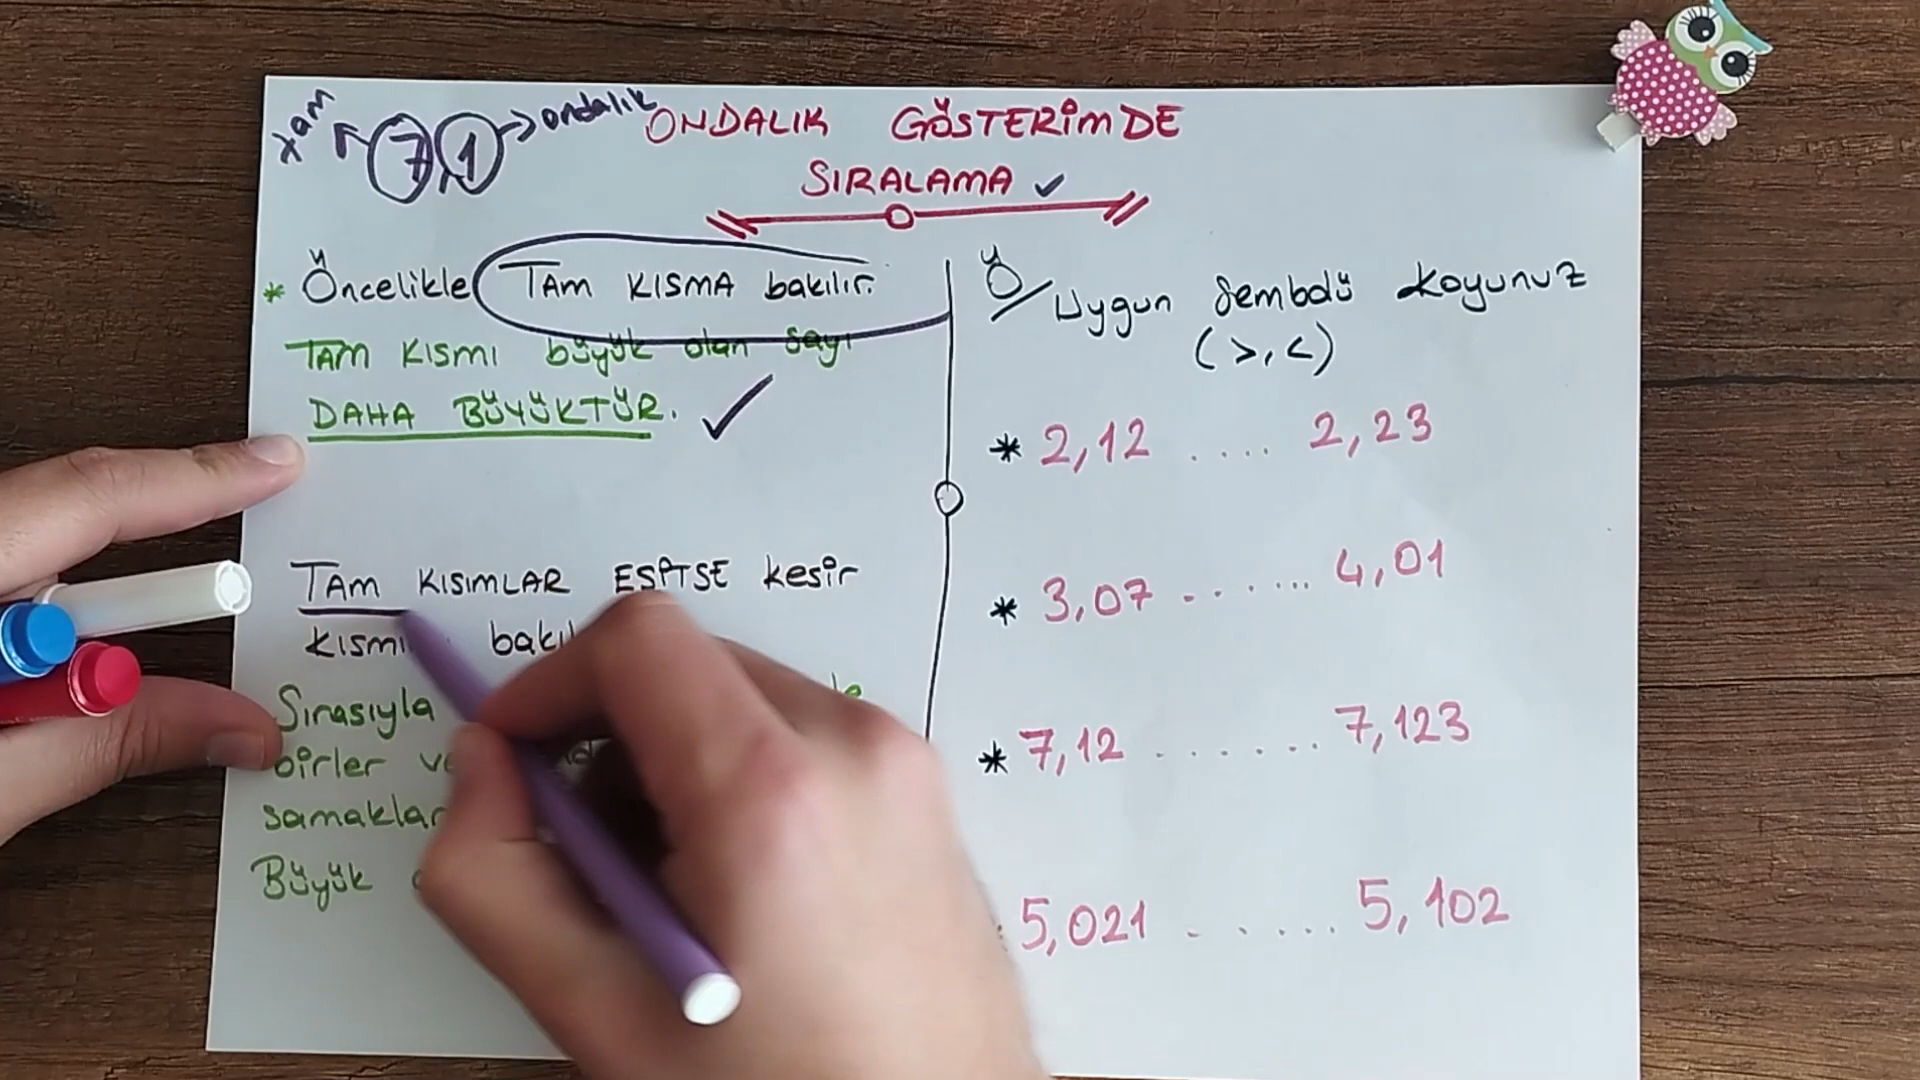 tam 7,1 → ondalık
ONDALIK GÖSTERİMDE
SIRALAMA ✓
* Öncelikle TAM KISMA bakılır.
TAM KISMI büyük olan sayı
DAHA BÜYÜKTÜR. ✓
TAM KISIMLAR EŞİTSE kesir
Sırasıyla
birler
Büyük
Ö/ Uygun Sembolü Koyunuz
(>,<)
* 2,12 .... 2,23
* 3,07 ...... 4,01
* 7,12 ....... 7,123
5,021 ...... 5,102